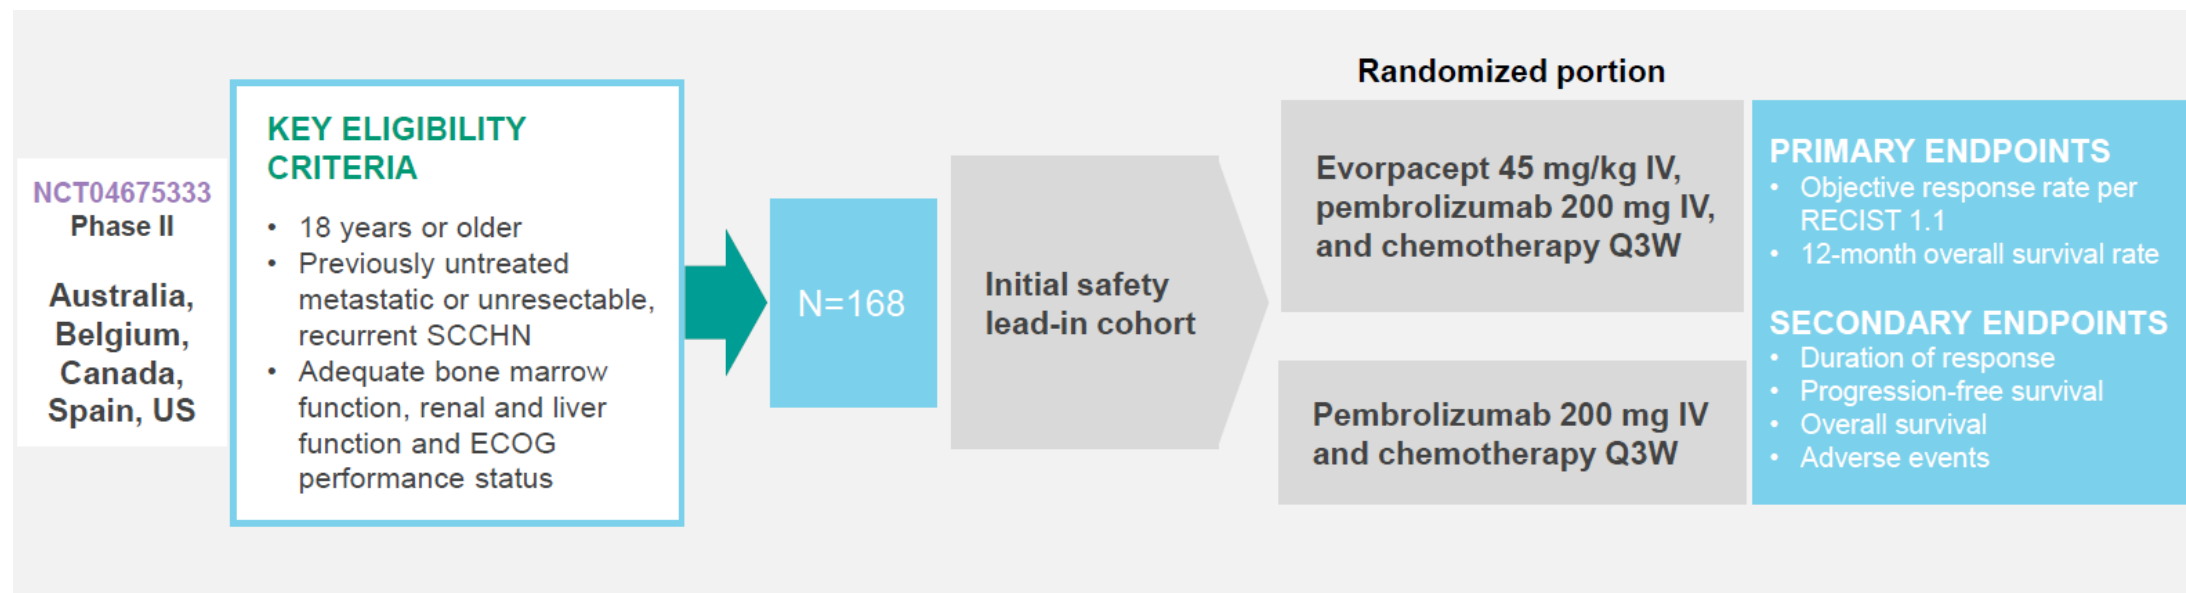 NCT04675333
Phase II
Australia,
Belgium,
Canada,
Spain, US
KEY ELIGIBILITY
CRITERIA
• 18 years or older
• Previously untreated
metastatic or unresectable,
recurrent SCCHN
• Adequate bone marrow
function, renal and liver
function and ECOG
performance status
N=168
Initial safety
lead-in cohort
Randomized portion
Evorpacept 45 mg/kg IV,
pembrolizumab 200 mg IV,
and chemotherapy Q3W
Pembrolizumab 200 mg IV
and chemotherapy Q3W
PRIMARY ENDPOINTS
• Objective response rate per
RECIST 1.1
• 12-month overall survival rate
SECONDARY ENDPOINTS
• Duration of response
• Progression-free survival
• Overall survival
• Adverse events